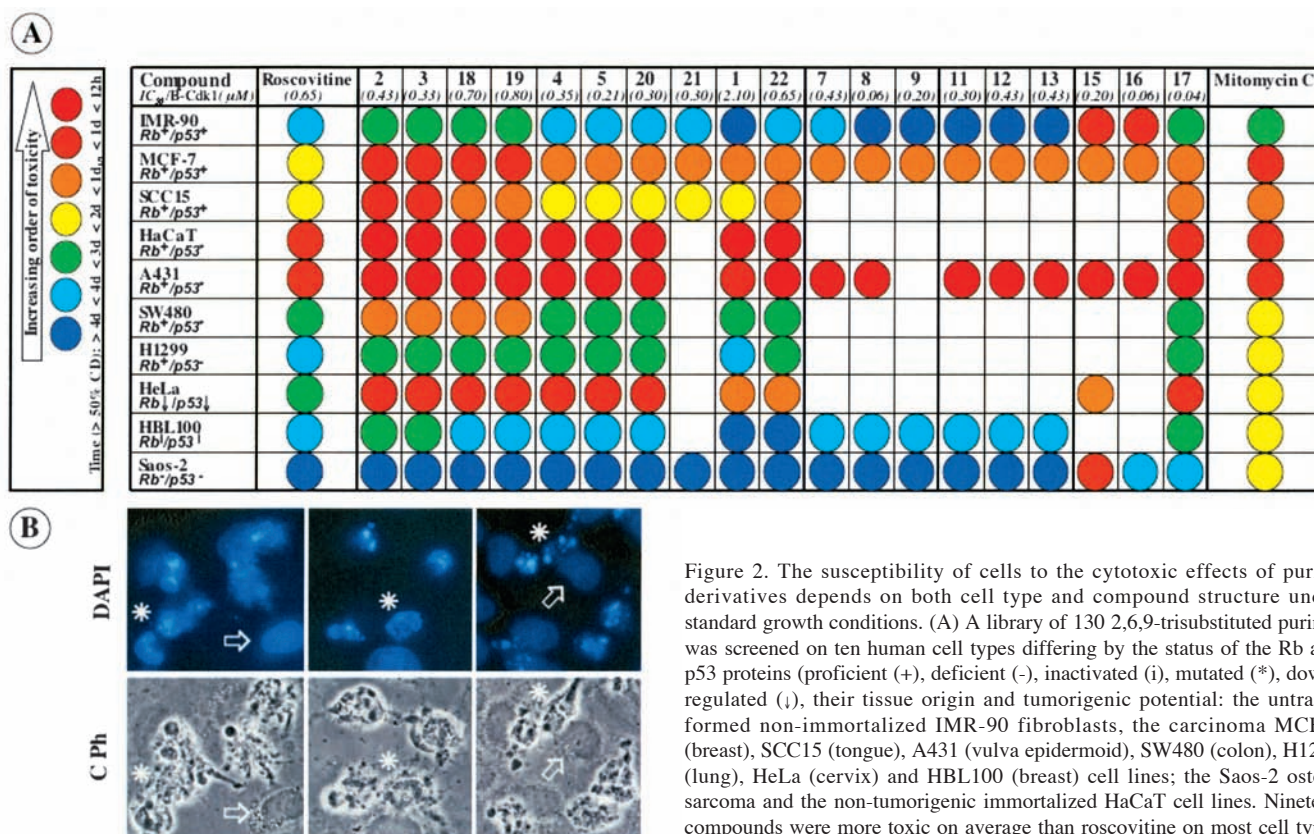 A
Increasing order of toxicity
Time (> 50% CD): > 4d < 4d < 3d < 2d < 1d½ < 1d < 12h
Compound Roscovitine 2 3 18 19 4 5 20 21 1 22 7 8 9 11 12 13 15 16 17 Mitomycin C
IC50/B-Cdk1(µM) (0.65) (0.43) (0.33) (0.70) (0.80) (0.35) (0.21) (0.30) (0.30) (2.10) (0.65) (0.43) (0.06) (0.20) (0.30) (0.43) (0.43) (0.20) (0.06) (0.04)
IMR-90
Rb+/p53+
MCF-7
Rb+/p53+
SCC15
Rb+/p53+
HaCaT
Rb+/p53*
A431
Rb+/p53*
SW480
Rb+/p53*
H1299
Rb+/p53-
HeLa
Rb↓/p53↓
HBL100
Rbi/p53i
Saos-2
Rb-/p53-
B
DAPI
C Ph
Figure 2. The susceptibility of cells to the cytotoxic effects of puri
derivatives depends on both cell type and compound structure und
standard growth conditions. (A) A library of 130 2,6,9-trisubstituted purin
was screened on ten human cell types differing by the status of the Rb a
p53 proteins (proficient (+), deficient (-), inactivated (i), mutated (*), dow
regulated (↓), their tissue origin and tumorigenic potential: the untra
formed non-immortalized IMR-90 fibroblasts, the carcinoma MCF
(breast), SCC15 (tongue), A431 (vulva epidermoid), SW480 (colon), H12
(lung), HeLa (cervix) and HBL100 (breast) cell lines; the Saos-2 oste
sarcoma and the non-tumorigenic immortalized HaCaT cell lines. Ninete
compounds were more toxic on average than roscovitine on most cell typ